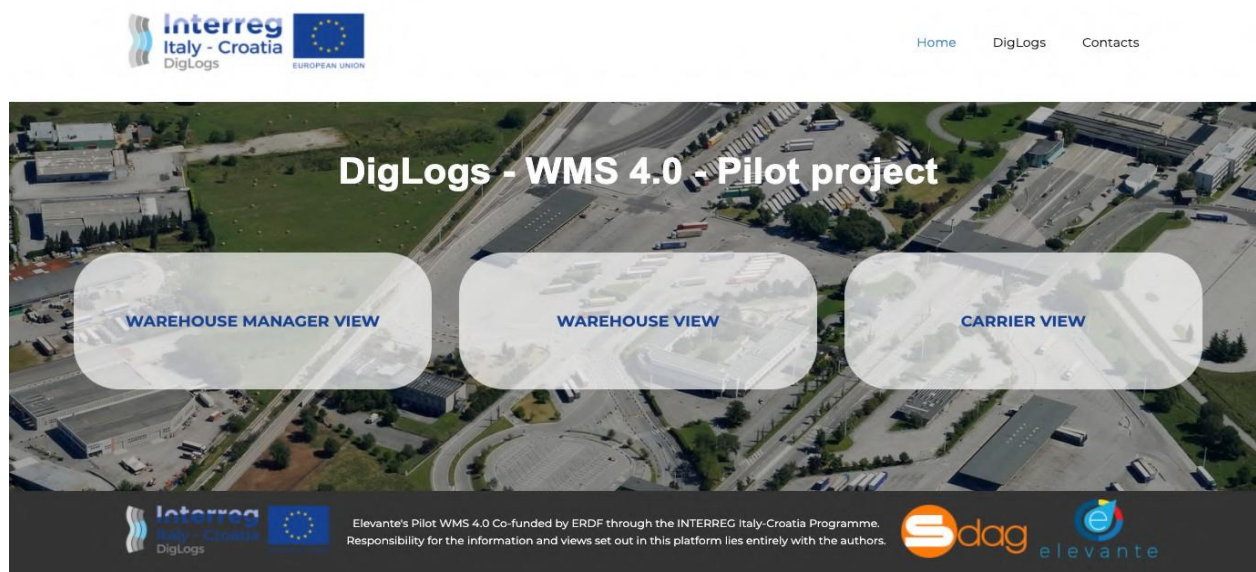 Interreg
Italy - Croatia
DigLogs
EUROPEAN UNION
Home DigLogs Contacts
DigLogs - WMS 4.0 - Pilot project
WAREHOUSE MANAGER VIEW
WAREHOUSE VIEW
CARRIER VIEW
Interreg
Italy - Croatia
DigLogs
Elevante's Pilot WMS 4.0 Co-funded by ERDF through the INTERREG Italy-Croatia Programme.
Responsibility for the information and views set out in this platform lies entirely with the authors.
Sdag
elevante